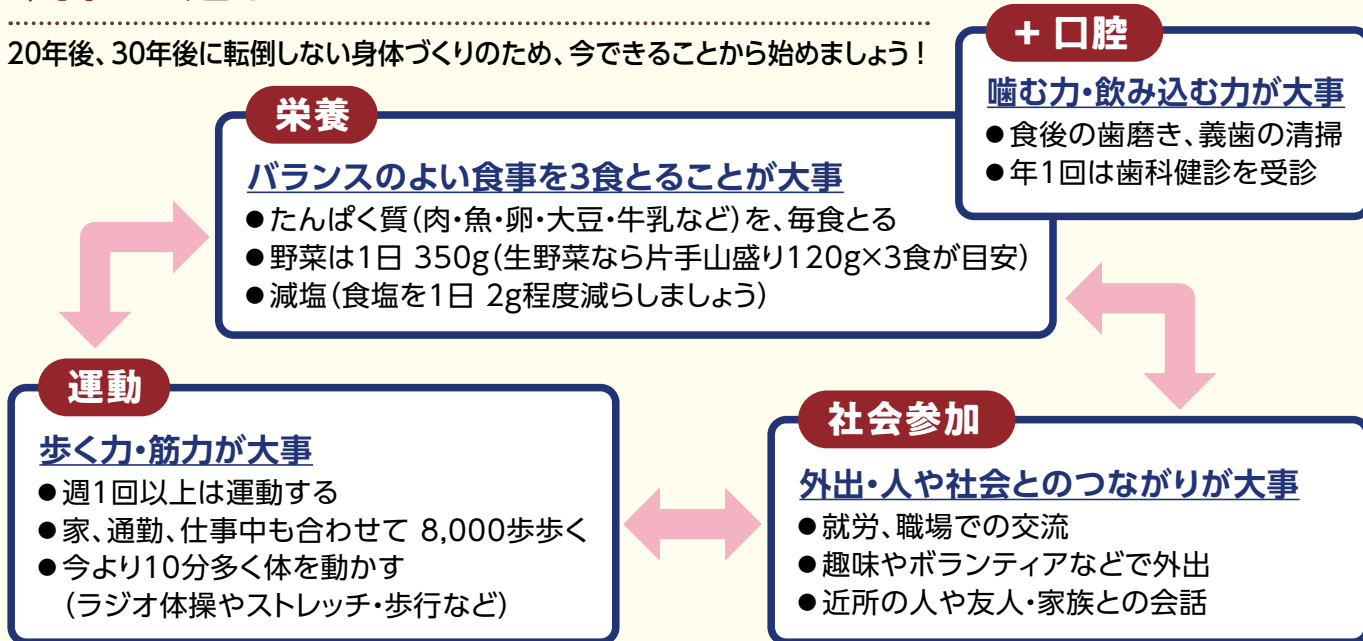 20年後、30年後に転倒しない身体づくりのため、今できることから始めましょう！
+ 口腔
噛む力・飲み込む力が大事
●食後の歯磨き、義歯の清掃
●年1回は歯科健診を受診
栄養
バランスのよい食事を3食とることが大事
●たんぱく質(肉・魚・卵・大豆・牛乳など)を、毎食とる
●野菜は1日 350g(生野菜なら片手山盛り120g×3食が目安)
●減塩(食塩を1日 2g程度減らしましょう)
運動
歩く力・筋力が大事
●週1回以上は運動する
●家、通勤、仕事中も合わせて 8,000歩歩く
●今より10分多く体を動かす
(ラジオ体操やストレッチ・歩行など)
社会参加
外出・人や社会とのつながりが大事
●就労、職場での交流
●趣味やボランティアなどで外出
●近所の人や友人・家族との会話